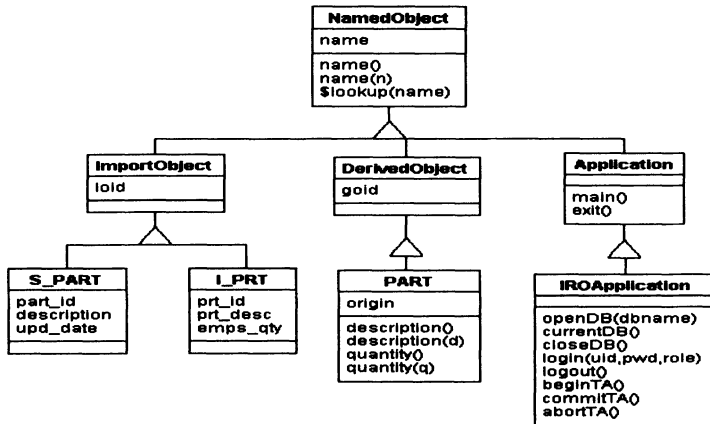 NamedObject
name
name()
name(n)
$lookup(name)
ImportObject
loid
DerivedObject
goid
Application
main()
exit()
S_PART
part_id
description
upd_date
I_PRT
prt_id
prt_desc
emps_qty
PART
origin
description()
description(d)
quantity()
quantity(q)
IROApplication
openDB(dbname)
currentDB()
closeDB()
login(uid,pwd,role)
logout()
beginTA()
commitTA()
abortTA()